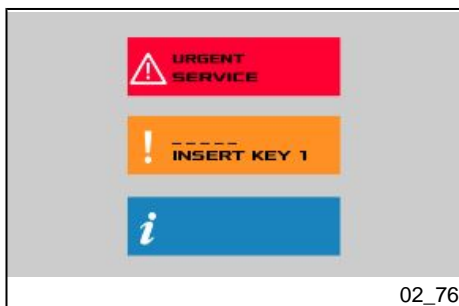 URGENT
SERVICE
-----
INSERT KEY 1
i
02_76